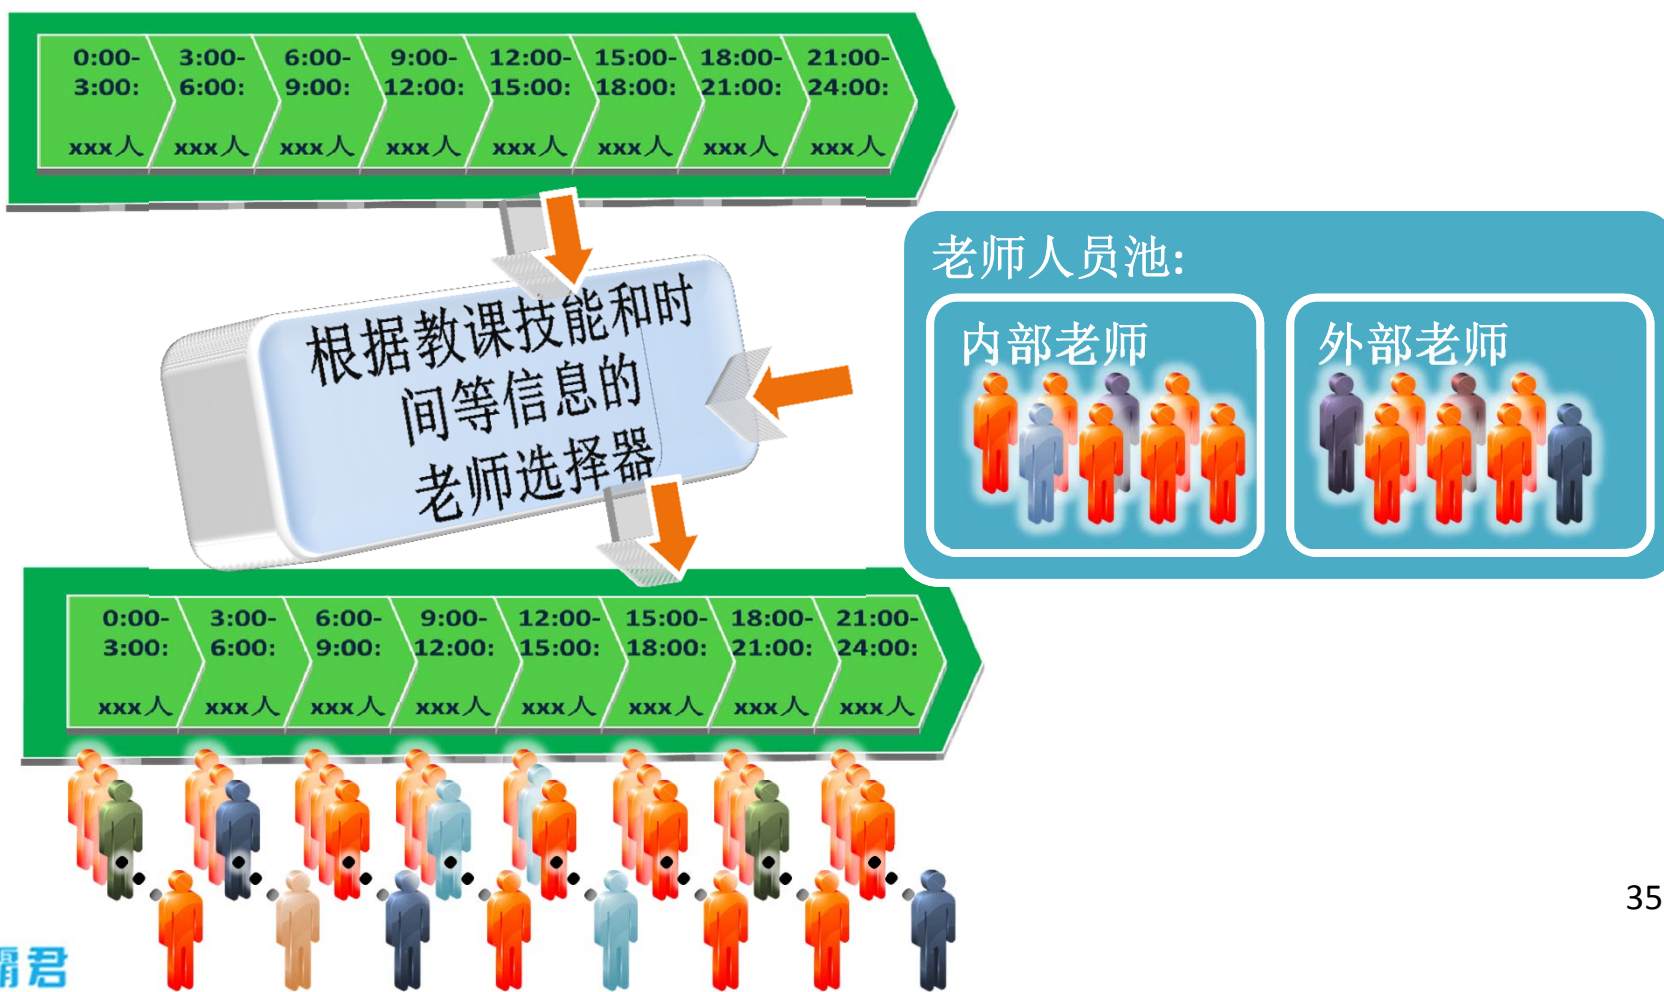 0:00- 3:00- 6:00- 9:00- 12:00- 15:00- 18:00- 21:00-
3:00: 6:00: 9:00: 12:00: 15:00: 18:00: 21:00: 24:00:
xxx人 xxx人 xxx人 xxx人 xxx人 xxx人 xxx人 xxx人
根据教课技能和时
间等信息的
老师选择器
老师人员池:
内部老师 外部老师
0:00- 3:00- 6:00- 9:00- 12:00- 15:00- 18:00- 21:00-
3:00: 6:00: 9:00: 12:00: 15:00: 18:00: 21:00: 24:00:
xxx人 xxx人 xxx人 xxx人 xxx人 xxx人 xxx人 xxx人
35
君